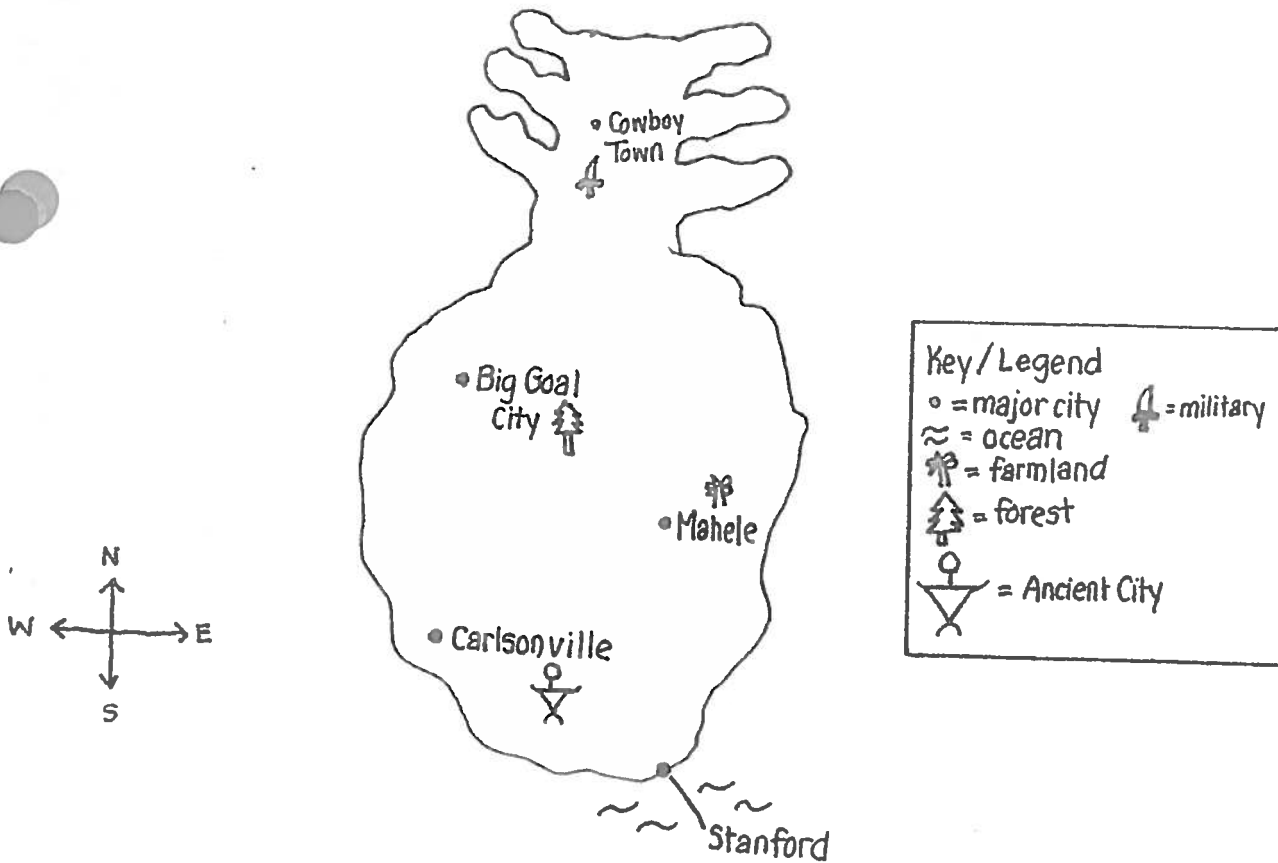 Cowboy
Town
Big Goal
City
Mahele
Carlsonville
Stanford
N
W E
S
Key/Legend
= major city = military
= ocean
= farmland
= forest
= Ancient City